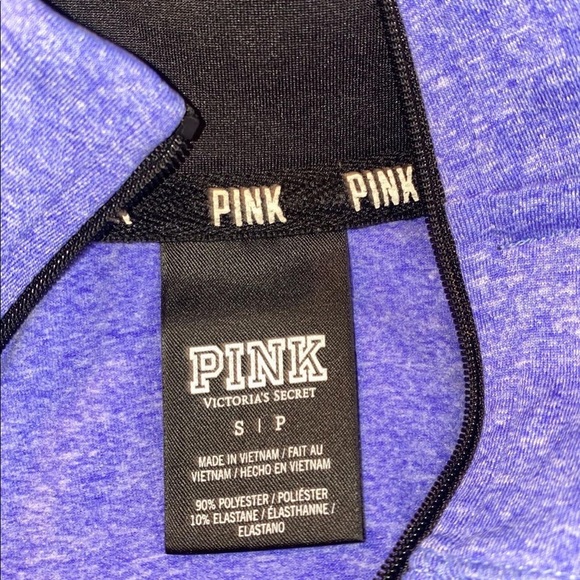 PINK PINK
PINK
VICTORIA'S SECRET
S | P
MADE IN VIETNAM / FAIT AU
VIETNAM / HECHO EN VIETNAM
90% POLYESTER / POLIÉSTER
10% ELASTANE / ÉLASTHANNE /
ELASTANO